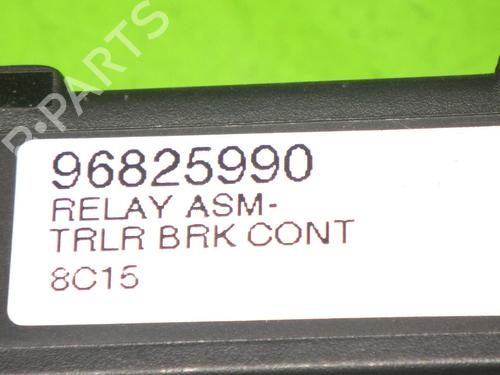 96825990
RELAY ASM-
TRLR BRK CONT
8C15
B-PARTS